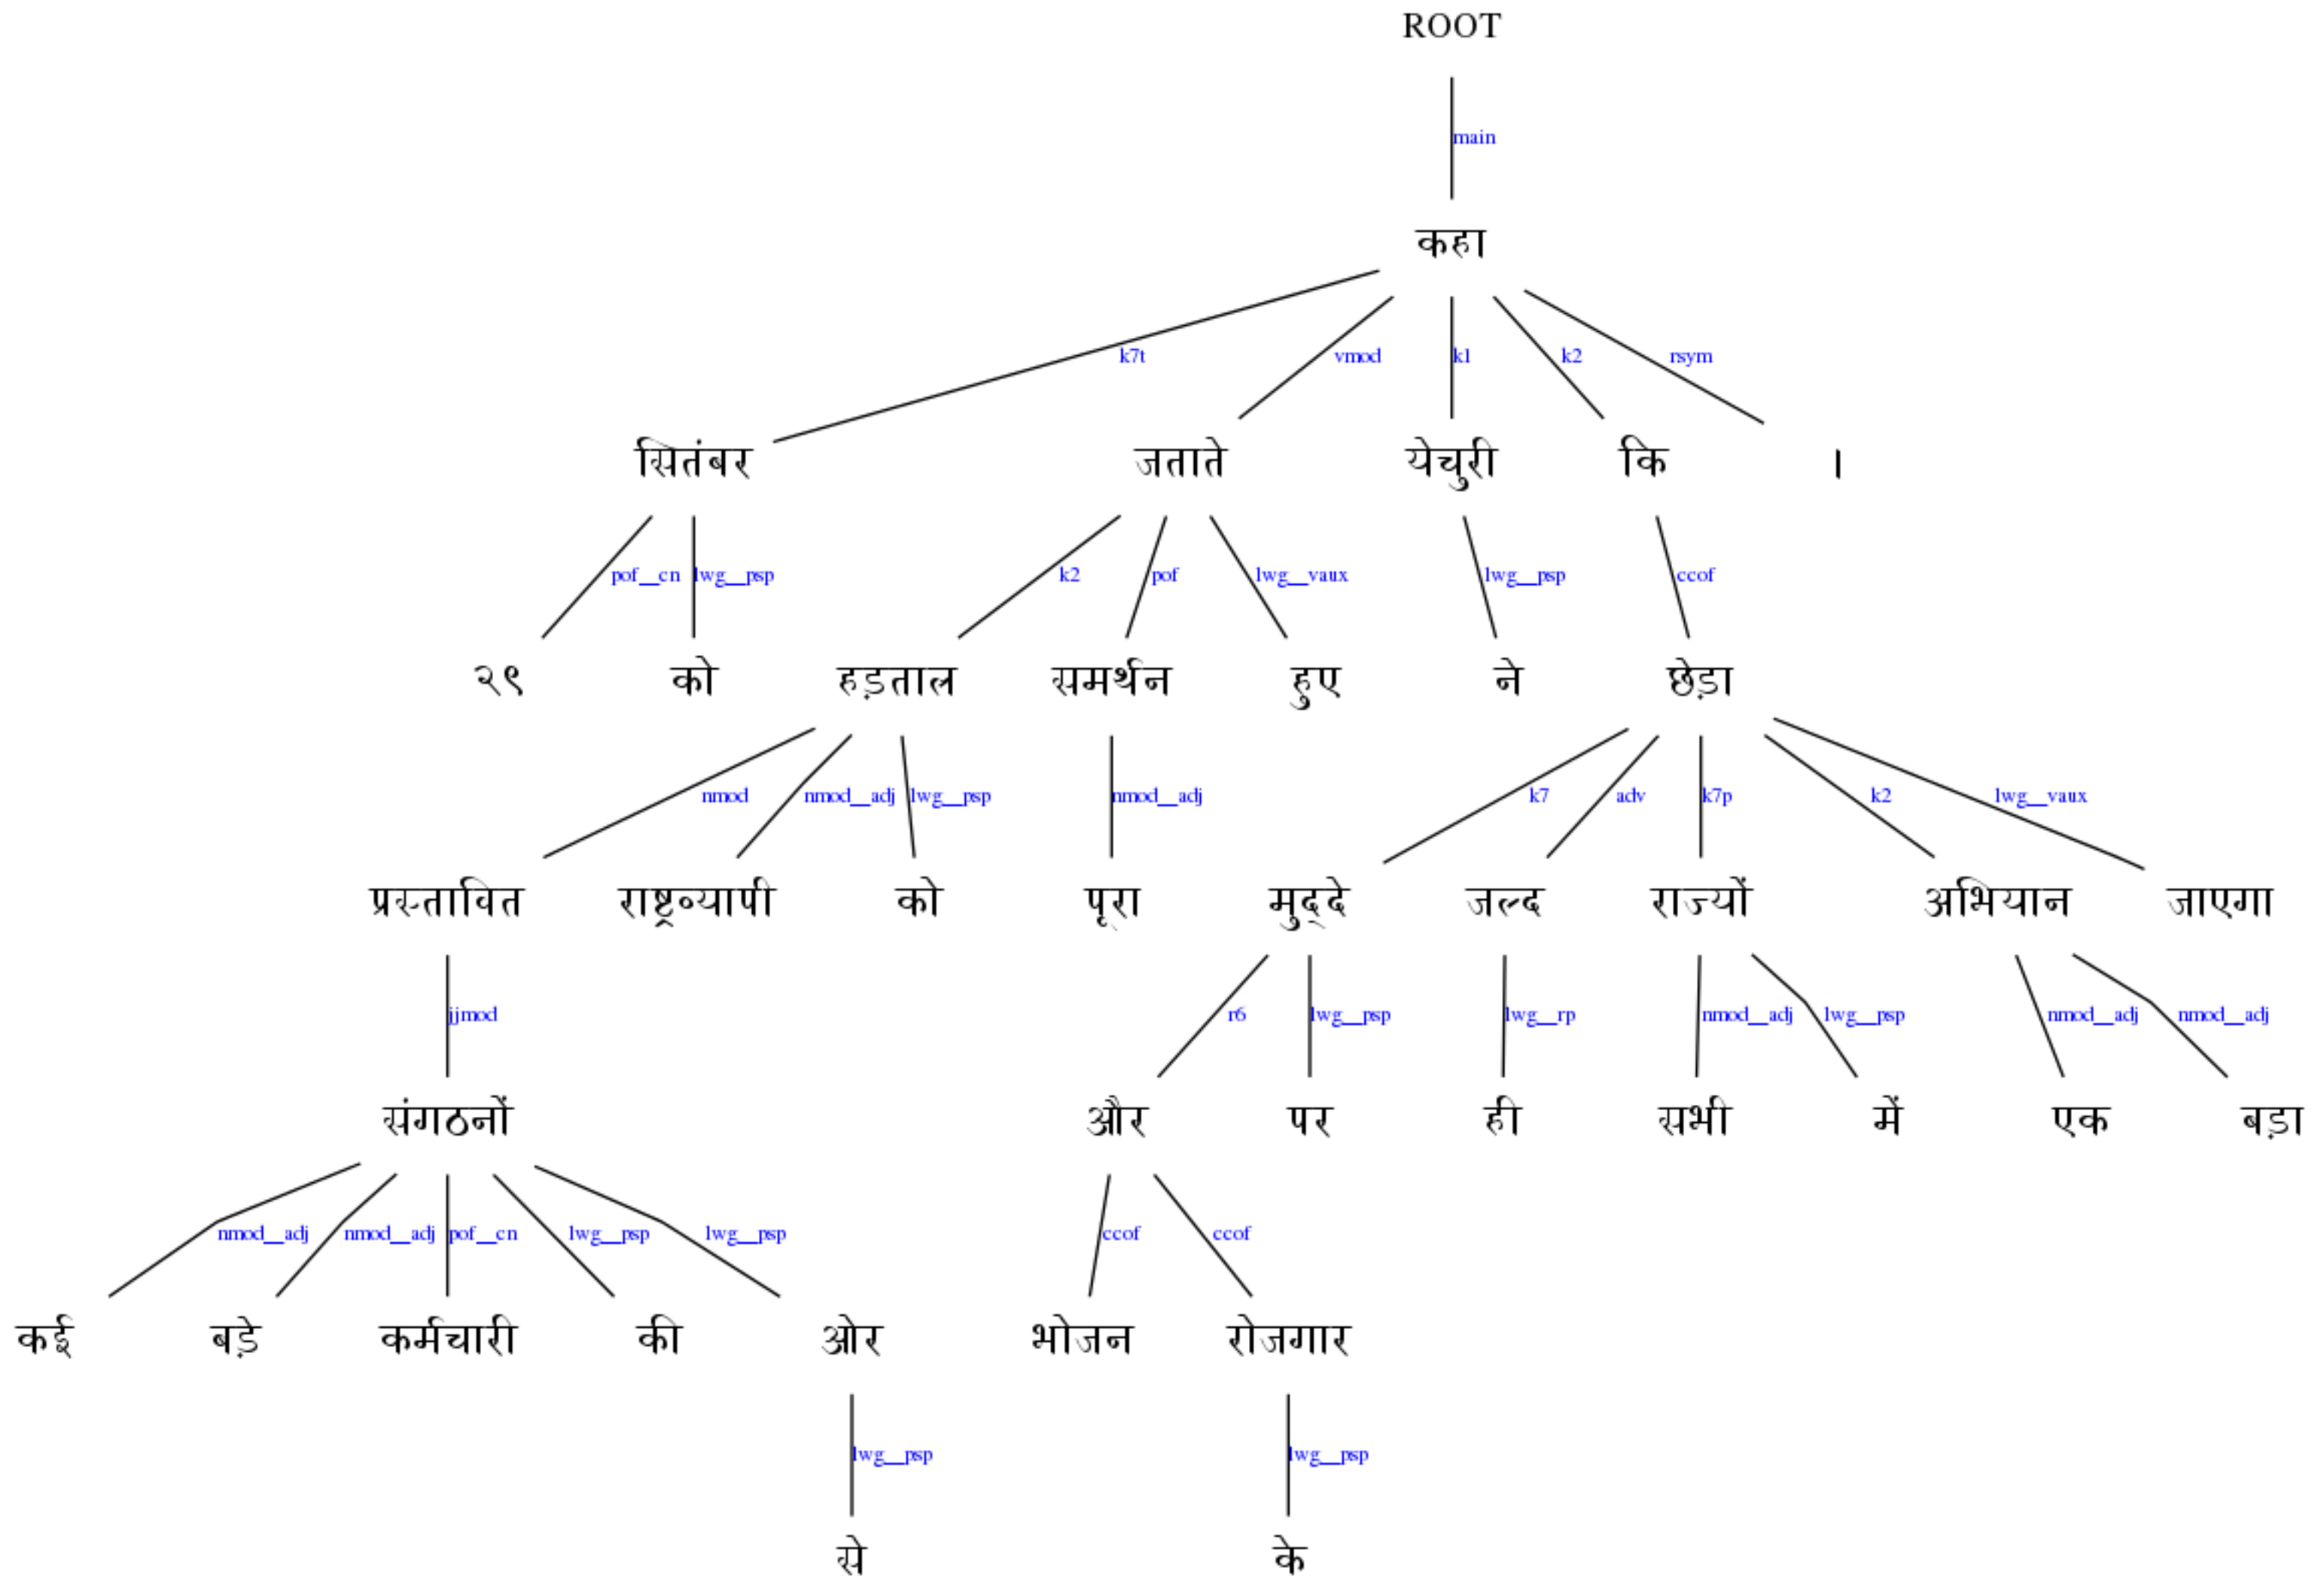 ROOT
main
कहा
k7t vmod k1 k2 rsym
सितंबर जताते येचुरी कि ।
pof__cn lwg__psp k2 pof lwg__vaux lwg__psp ccof
२९ को हड़ताल समर्थन हुए ने छेड़ा
nmod nmod__adj lwg__psp nmod__adj k7 adv k7p k2 lwg__vaux
प्रस्तावित राष्ट्रव्यापी को पूरा मुद्दे जल्द राज्यों अभियान जाएगा
jjmod r6 lwg__psp lwg__rp nmod__adj lwg__psp nmod__adj nmod__adj
संगठनों और पर ही सभी में एक बड़ा
nmod__adj nmod__adj pof__cn lwg__psp lwg__psp ccof ccof
कई बड़े कर्मचारी की ओर भोजन रोजगार
lwg__psp lwg__psp
से के